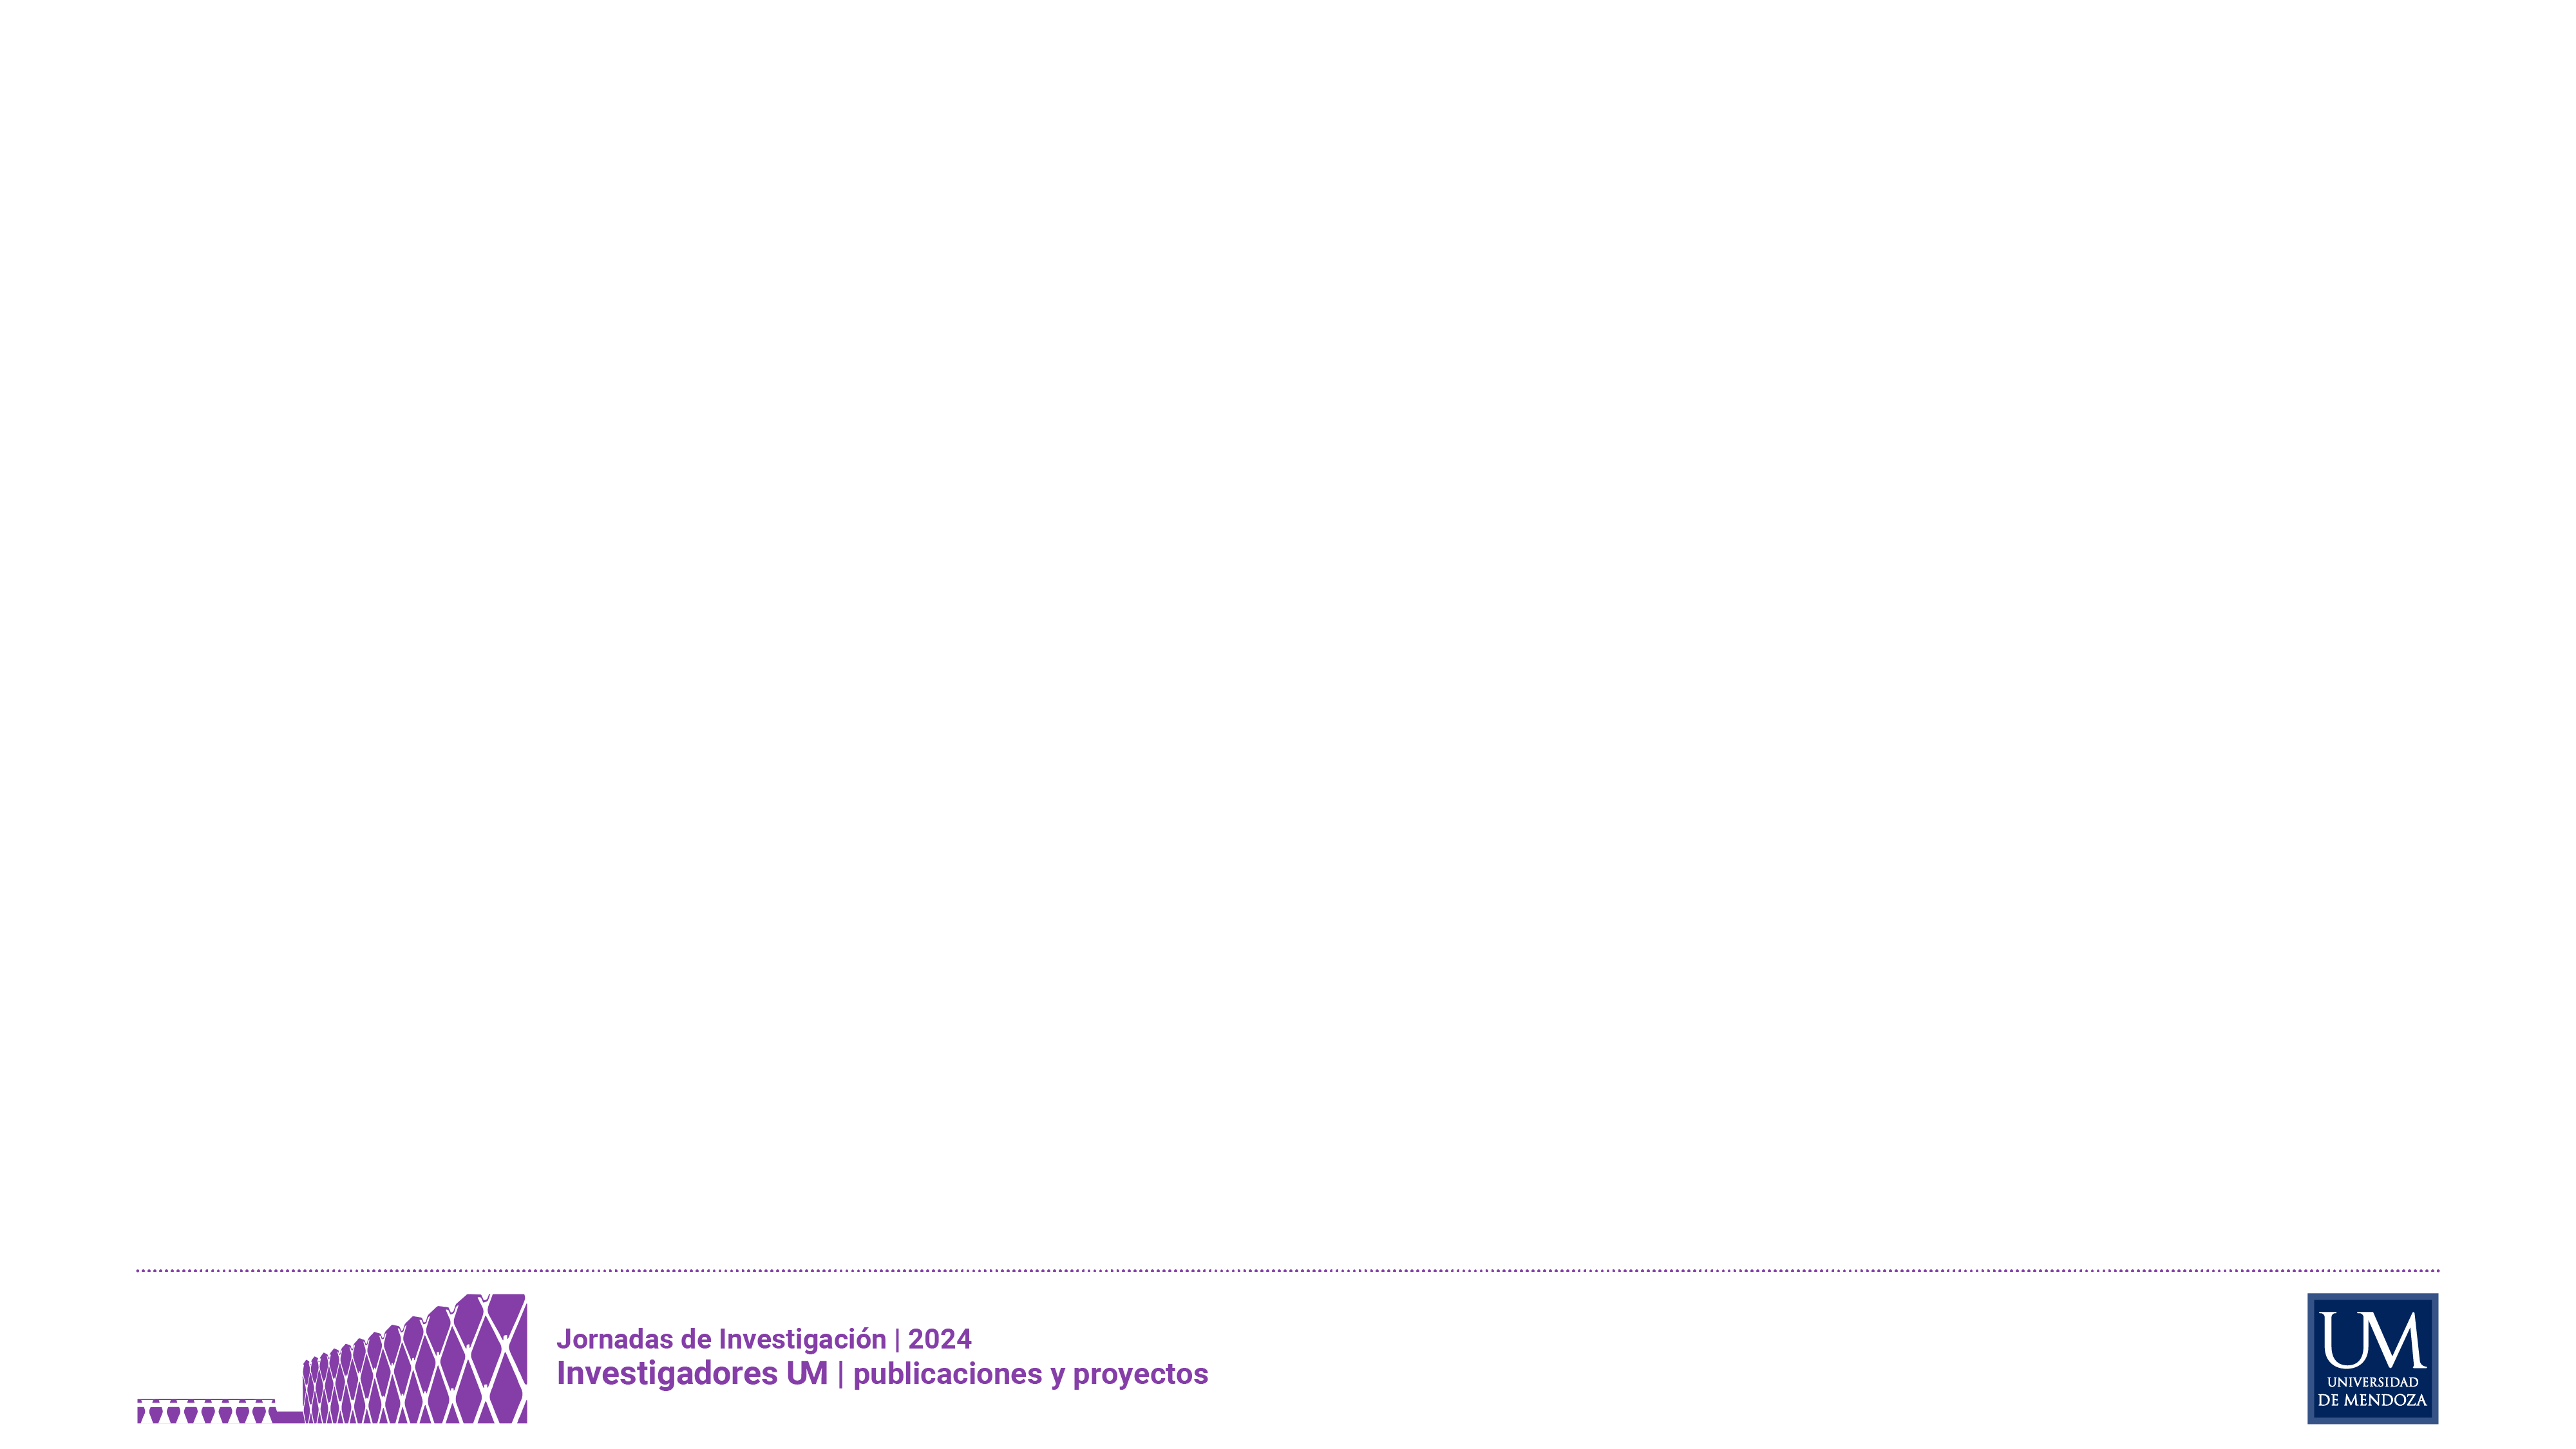 Jornadas de Investigación | 2024
Investigadores UM | publicaciones y proyectos
UM
UNIVERSIDAD
DE MENDOZA